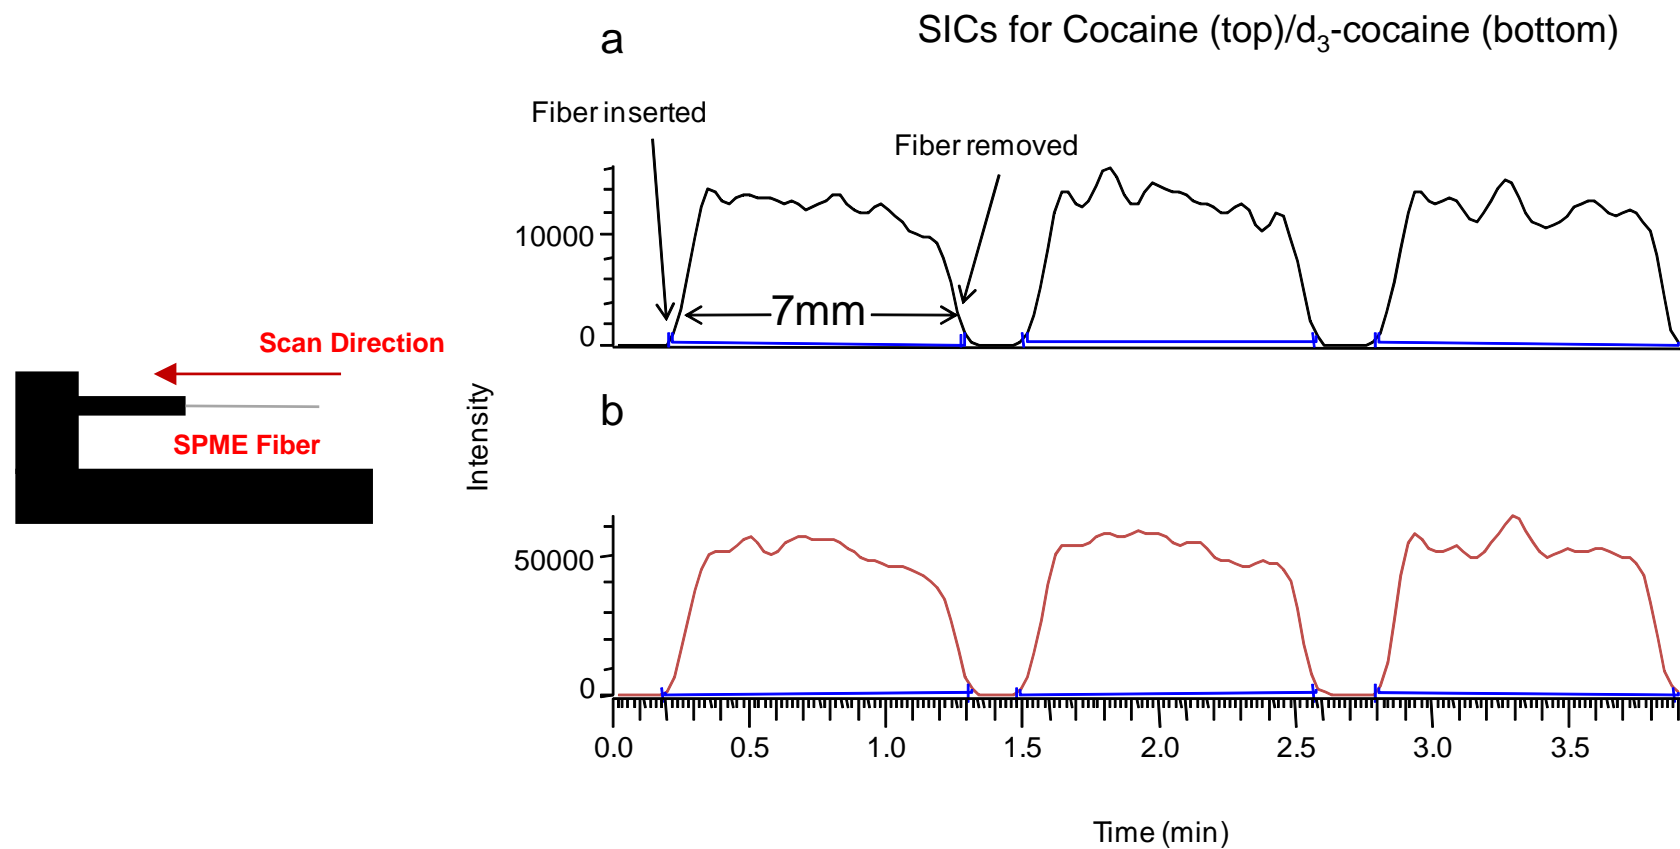 a
SICs for Cocaine (top)/d₃-cocaine (bottom)
Fiber inserted
Fiber removed
10000
7mm
0
Scan Direction
SPME Fiber
Intensity
b
50000
0
0.0 0.5 1.0 1.5 2.0 2.5 3.0 3.5
Time (min)